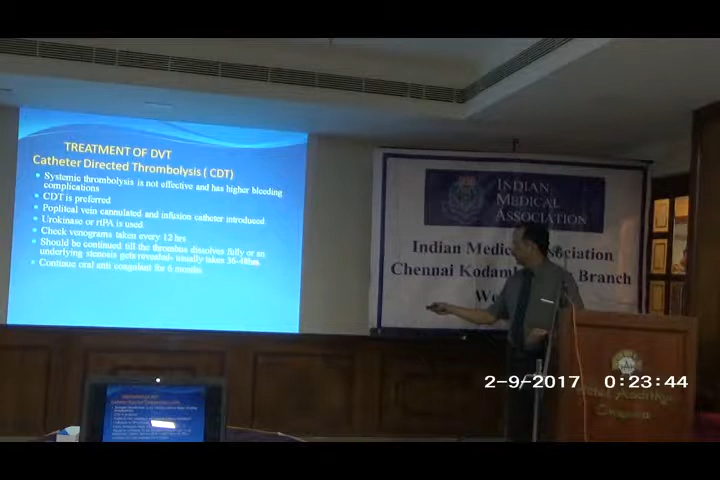 TREATMENT OF DVT
Catheter Directed Thrombolysis ( CDT)
Systemic thrombolysis is not effective and has higher bleeding
complications
CDT is preferred
Popliteal vein cannulated and infusion catheter introduced
Urokinase or rtPA is used.
Check venograms taken every 12 hrs
Should be continued till the thrombus dissolves fully or an
underlying stenosis gets revealed- usually takes 36-48hrs.
Continue oral anti coagulant for 6 months
INDIAN
MEDICAL
ASSOCIATION
Indian Medic sociation
Chennai Kodamb Branch
2-9-2017 0:23:44